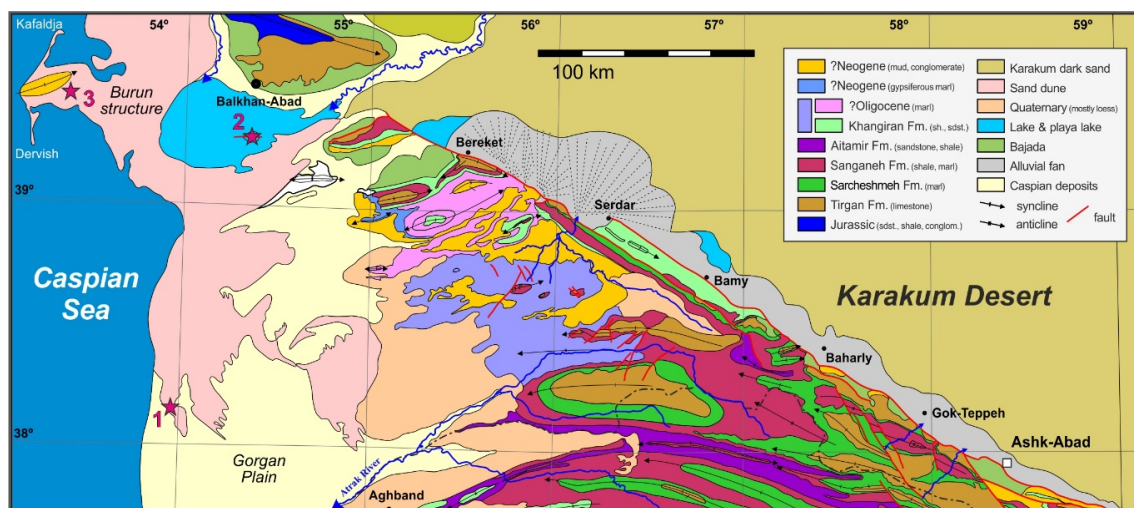 Kafaldja
54°
55°
56°
57°
58°
59°
100 km
3
Burun
structure
Balkhan-Abad
2
Dervish
39°
Bereket
Serdar
Bamy
Caspian
Sea
Karakum Desert
Baharly
1
38°
Gok-Teppeh
Ashk-Abad
Gorgan
Plain
Atrak River
Aghband
?Neogene (mud, conglomerate)
?Neogene (gypsiferous marl)
?Oligocene (marl)
Khangiran Fm. (sh., sdst.)
Aitamir Fm. (sandstone, shale)
Sanganeh Fm. (shale, marl)
Sarcheshmeh Fm. (marl)
Tirgan Fm. (limestone)
Jurassic (sdst., shale, conglom.)
Karakum dark sand
Sand dune
Quaternary (mostly loess)
Lake & playa lake
Bajada
Alluvial fan
Caspian deposits
syncline
anticline
fault